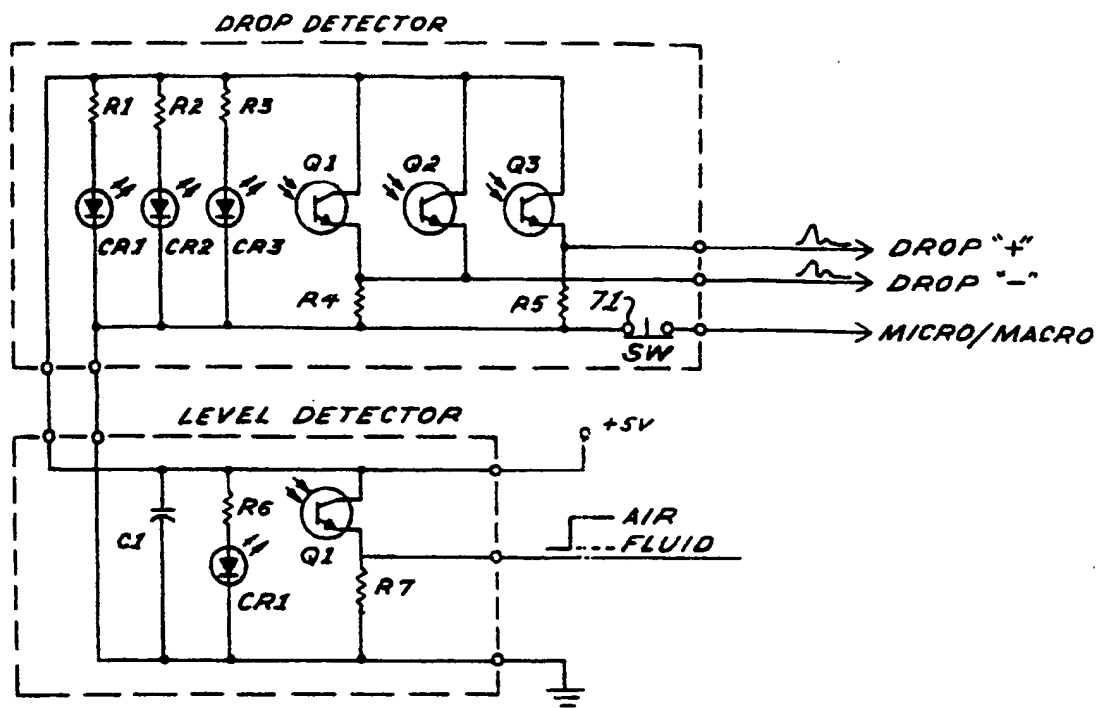 DROP DETECTOR
R1 R2 R3
Q1 Q2 Q3
CR1 CR2 CR3
DROP "+"
DROP "-"
R4 R5 71
SW
MICRO/MACRO
LEVEL DETECTOR
+5V
R6
C1 Q1
AIR
FLUID
CR1 R7